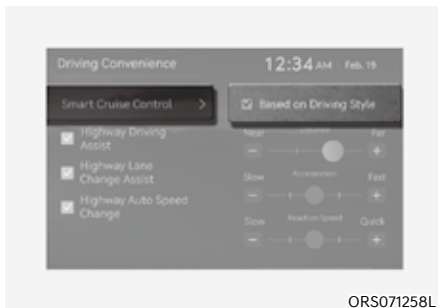 Driving Convenience
12:34 AM Feb. 19
Smart Cruise Control >
Based on Driving Style
Highway Driving
Assist
Highway Lane
Change Assist
Highway Auto Speed
Change
Near Distance Far
Slow Acceleration Fast
Slow Reaction Speed Quick
ORS071258L